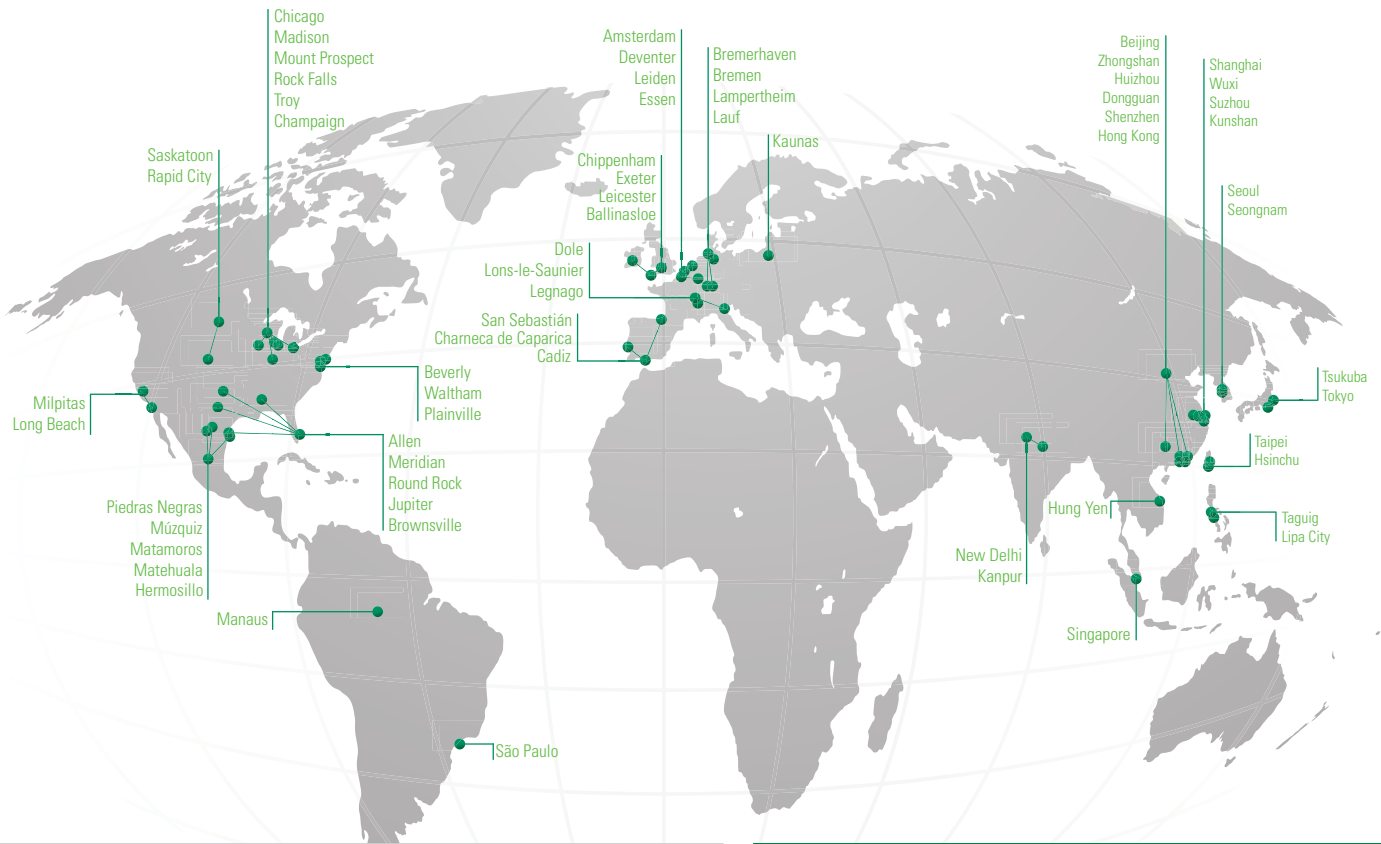 Chicago
Madison
Mount Prospect
Rock Falls
Troy
Champaign
Saskatoon
Rapid City
Milpitas
Long Beach
Beverly
Waltham
Plainville
Allen
Meridian
Round Rock
Jupiter
Brownsville
Piedras Negras
Múzquiz
Matamoros
Matehuala
Hermosillo
Manaus
São Paulo
Amsterdam
Deventer
Leiden
Essen
Bremerhaven
Bremen
Lampertheim
Lauf
Kaunas
Chippenham
Exeter
Leicester
Ballinasloe
Dole
Lons-le-Saunier
Legnago
San Sebastián
Charneca de Caparica
Cadiz
Beijing
Zhongshan
Huizhou
Dongguan
Shenzhen
Hong Kong
Shanghai
Wuxi
Suzhou
Kunshan
Seoul
Seongnam
Tsukuba
Tokyo
Taipei
Hsinchu
Hung Yen
Taguig
Lipa City
New Delhi
Kanpur
Singapore